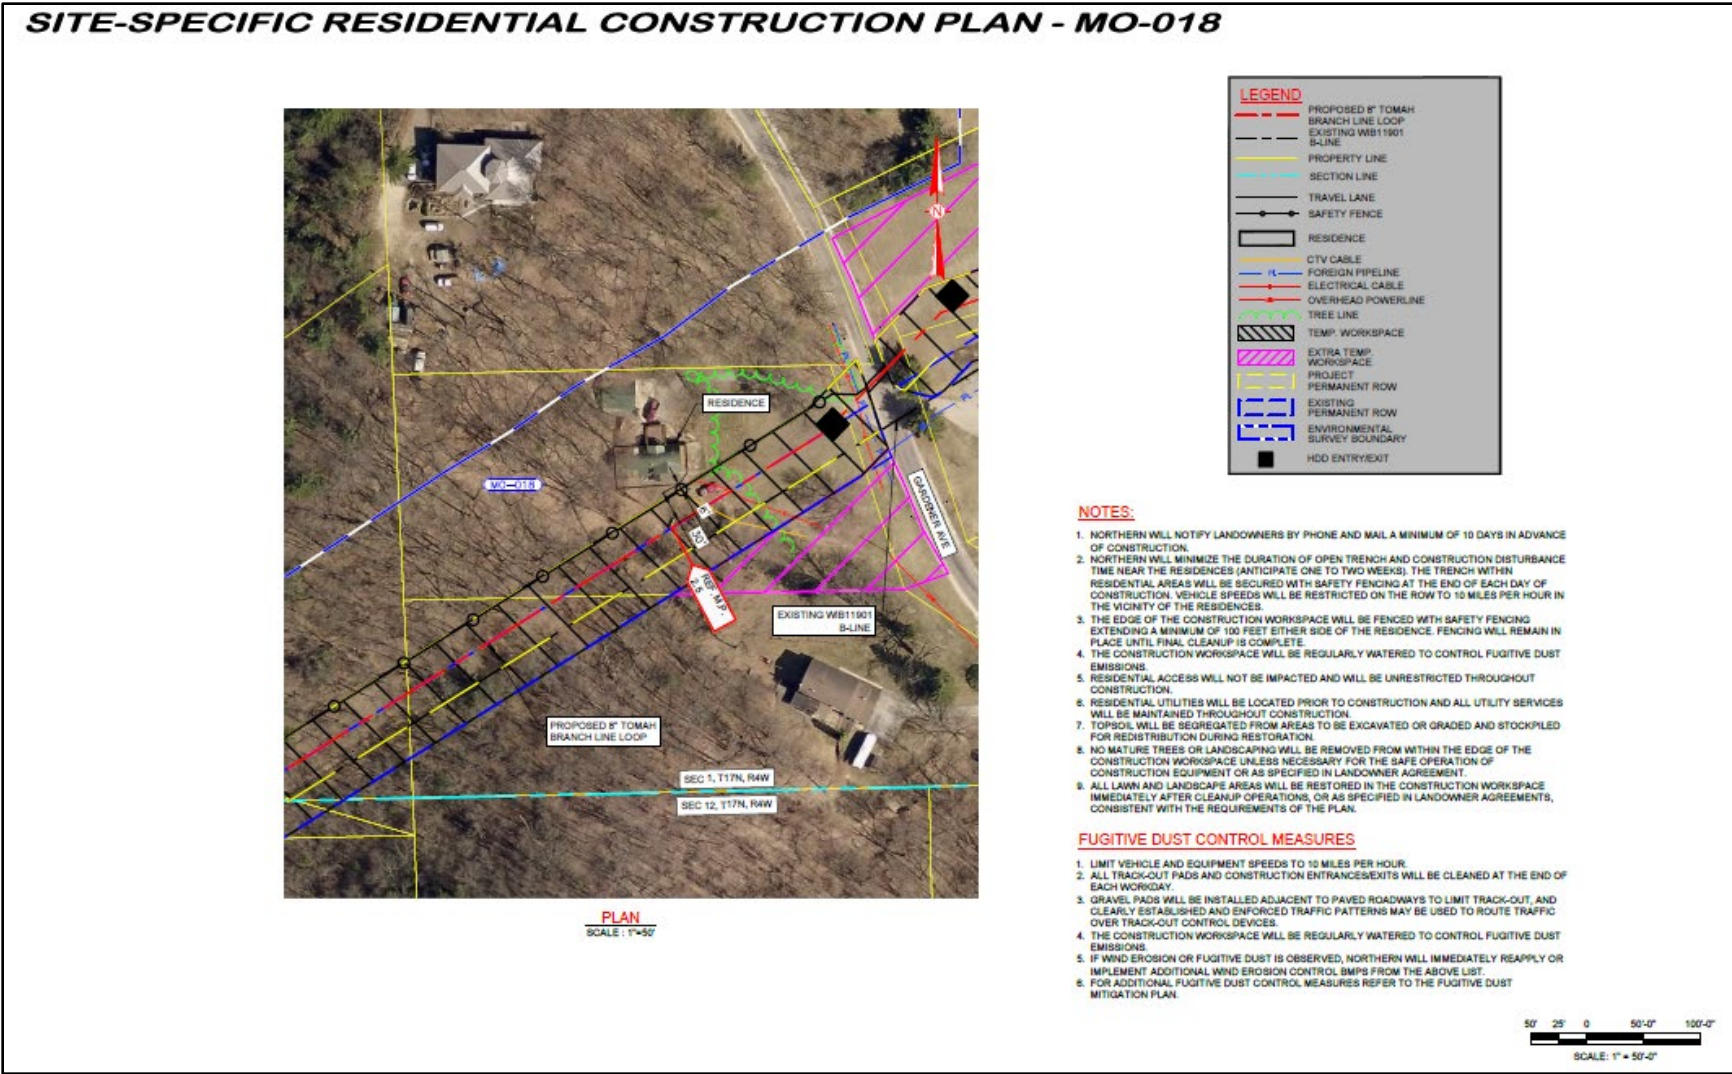 SITE-SPECIFIC RESIDENTIAL CONSTRUCTION PLAN - MO-018
N
RESIDENCE
MO-018
6'
30'
REF. M.P.
2.5
GARDNER AVE
EXISTING WIB11901
B-LINE
PROPOSED 8" TOMAH
BRANCH LINE LOOP
SEC 1, T17N, R4W
SEC 12, T17N, R4W
PLAN
SCALE : 1"=50'
LEGEND
PROPOSED 8" TOMAH
BRANCH LINE LOOP
EXISTING WIB11901
B-LINE
PROPERTY LINE
SECTION LINE
TRAVEL LANE
SAFETY FENCE
RESIDENCE
CTV CABLE
PL
FOREIGN PIPELINE
ELECTRICAL CABLE
OVERHEAD POWERLINE
TREE LINE
TEMP. WORKSPACE
EXTRA TEMP.
WORKSPACE
PROJECT
PERMANENT ROW
EXISTING
PERMANENT ROW
ENVIRONMENTAL
SURVEY BOUNDARY
HDD ENTRY/EXIT
NOTES:
1. NORTHERN WILL NOTIFY LANDOWNERS BY PHONE AND MAIL A MINIMUM OF 10 DAYS IN ADVANCE
OF CONSTRUCTION.
2. NORTHERN WILL MINIMIZE THE DURATION OF OPEN TRENCH AND CONSTRUCTION DISTURBANCE
TIME NEAR THE RESIDENCES (ANTICIPATE ONE TO TWO WEEKS). THE TRENCH WITHIN
RESIDENTIAL AREAS WILL BE SECURED WITH SAFETY FENCING AT THE END OF EACH DAY OF
CONSTRUCTION. VEHICLE SPEEDS WILL BE RESTRICTED ON THE ROW TO 10 MILES PER HOUR IN
THE VICINITY OF THE RESIDENCES.
3. THE EDGE OF THE CONSTRUCTION WORKSPACE WILL BE FENCED WITH SAFETY FENCING
EXTENDING A MINIMUM OF 100 FEET EITHER SIDE OF THE RESIDENCE. FENCING WILL REMAIN IN
PLACE UNTIL FINAL CLEANUP IS COMPLETE.
4. THE CONSTRUCTION WORKSPACE WILL BE REGULARLY WATERED TO CONTROL FUGITIVE DUST
EMISSIONS.
5. RESIDENTIAL ACCESS WILL NOT BE IMPACTED AND WILL BE UNRESTRICTED THROUGHOUT
CONSTRUCTION.
6. RESIDENTIAL UTILITIES WILL BE LOCATED PRIOR TO CONSTRUCTION AND ALL UTILITY SERVICES
WILL BE MAINTAINED THROUGHOUT CONSTRUCTION.
7. TOPSOIL WILL BE SEGREGATED FROM AREAS TO BE EXCAVATED OR GRADED AND STOCKPILED
FOR REDISTRIBUTION DURING RESTORATION.
8. NO MATURE TREES OR LANDSCAPING WILL BE REMOVED FROM WITHIN THE EDGE OF THE
CONSTRUCTION WORKSPACE UNLESS NECESSARY FOR THE SAFE OPERATION OF
CONSTRUCTION EQUIPMENT OR AS SPECIFIED IN LANDOWNER AGREEMENT.
9. ALL LAWN AND LANDSCAPE AREAS WILL BE RESTORED IN THE CONSTRUCTION WORKSPACE
IMMEDIATELY AFTER CLEANUP OPERATIONS, OR AS SPECIFIED IN LANDOWNER AGREEMENTS,
CONSISTENT WITH THE REQUIREMENTS OF THE PLAN.
FUGITIVE DUST CONTROL MEASURES
1. LIMIT VEHICLE AND EQUIPMENT SPEEDS TO 10 MILES PER HOUR.
2. ALL TRACK-OUT PADS AND CONSTRUCTION ENTRANCES/EXITS WILL BE CLEANED AT THE END OF
EACH WORKDAY.
3. GRAVEL PADS WILL BE INSTALLED ADJACENT TO PAVED ROADWAYS TO LIMIT TRACK-OUT, AND
CLEARLY ESTABLISHED AND ENFORCED TRAFFIC PATTERNS MAY BE USED TO ROUTE TRAFFIC
OVER TRACK-OUT CONTROL DEVICES.
4. THE CONSTRUCTION WORKSPACE WILL BE REGULARLY WATERED TO CONTROL FUGITIVE DUST
EMISSIONS.
5. IF WIND EROSION OR FUGITIVE DUST IS OBSERVED, NORTHERN WILL IMMEDIATELY REAPPLY OR
IMPLEMENT ADDITIONAL WIND EROSION CONTROL BMPS FROM THE ABOVE LIST.
6. FOR ADDITIONAL FUGITIVE DUST CONTROL MEASURES REFER TO THE FUGITIVE DUST
MITIGATION PLAN.
50' 25' 0 50'-0" 100'-0"
SCALE: 1" = 50'-0"